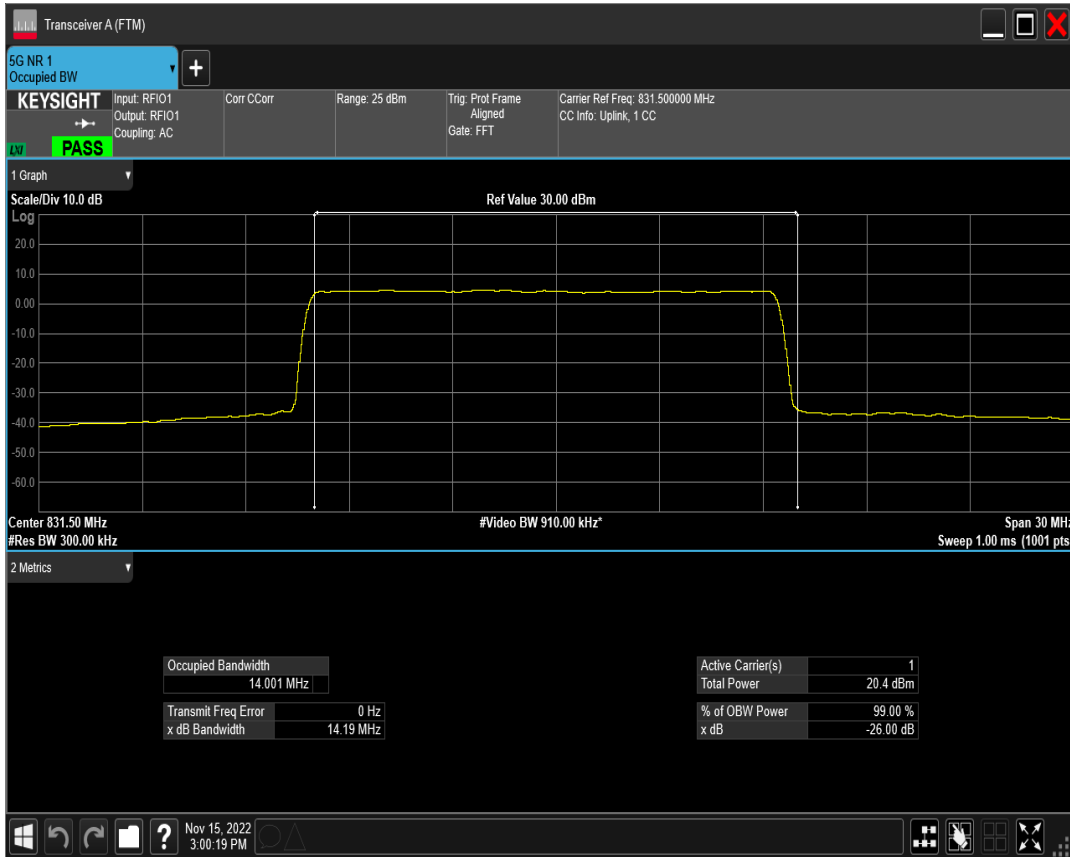 Transceiver A (FTM)
5G NR 1
Occupied BW
+
KEYSIGHT
LXI
PASS
Input: RFIO1
Output: RFIO1
Coupling: AC
Corr CCorr
Range: 25 dBm
Trig: Prot Frame
Aligned
Gate: FFT
Carrier Ref Freq: 831.500000 MHz
CC Info: Uplink, 1 CC
1 Graph
Scale/Div 10.0 dB
Ref Value 30.00 dBm
Log
20.0
10.0
0.00
-10.0
-20.0
-30.0
-40.0
-50.0
-60.0
Center 831.50 MHz
#Video BW 910.00 kHz*
Span 30 MHz
#Res BW 300.00 kHz
Sweep 1.00 ms (1001 pts
2 Metrics
Occupied Bandwidth
14.001 MHz
Transmit Freq Error 0 Hz
x dB Bandwidth 14.19 MHz
Active Carrier(s) 1
Total Power 20.4 dBm
% of OBW Power 99.00 %
x dB -26.00 dB
?
Nov 15, 2022
3:00:19 PM